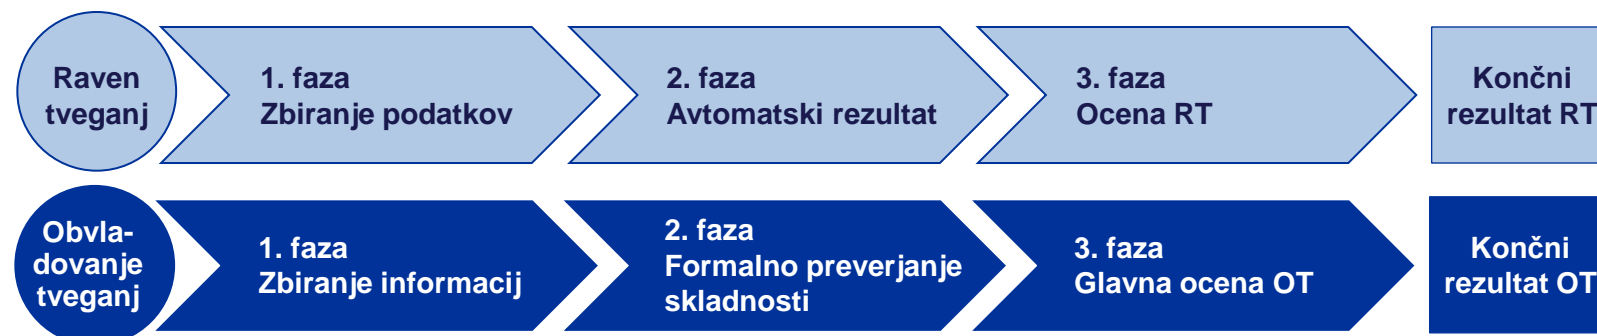 Raven
tveganj
1. faza
Zbiranje podatkov
2. faza
Avtomatski rezultat
3. faza
Ocena RT
Končni
rezultat RT
Obvla-
dovanje
tveganj
1. faza
Zbiranje informacij
2. faza
Formalno preverjanje
skladnosti
3. faza
Glavna ocena OT
Končni
rezultat OT